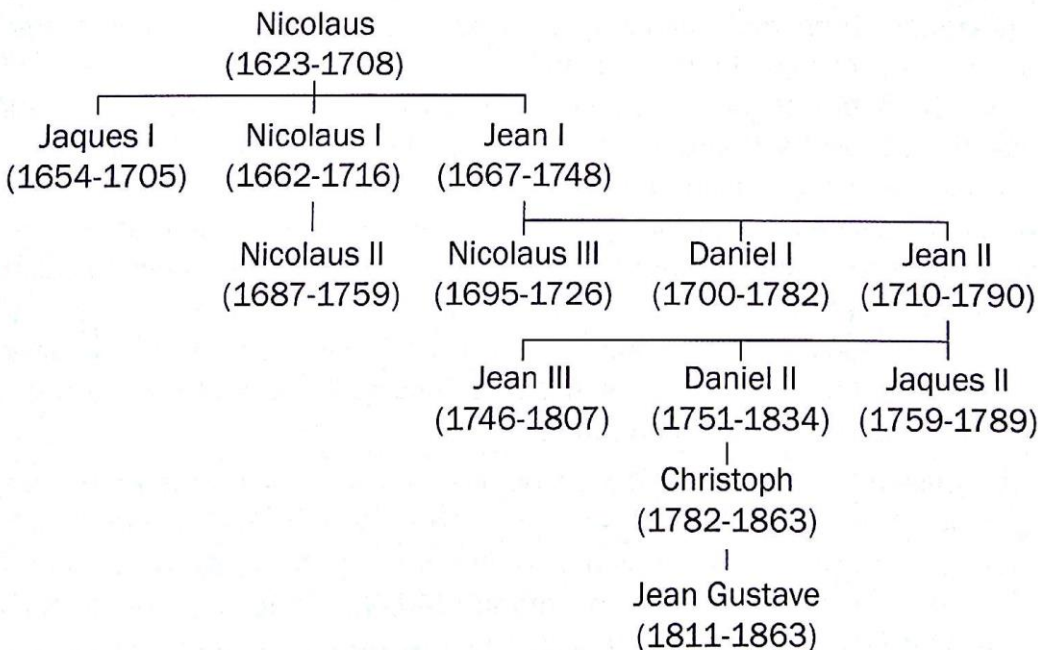 Nicolaus
(1623-1708)
Jaques I Nicolaus I Jean I
(1654-1705) (1662-1716) (1667-1748)
Nicolaus II Nicolaus III Daniel I Jean II
(1687-1759) (1695-1726) (1700-1782) (1710-1790)
Jean III Daniel II Jaques II
(1746-1807) (1751-1834) (1759-1789)
Christoph
(1782-1863)
Jean Gustave
(1811-1863)